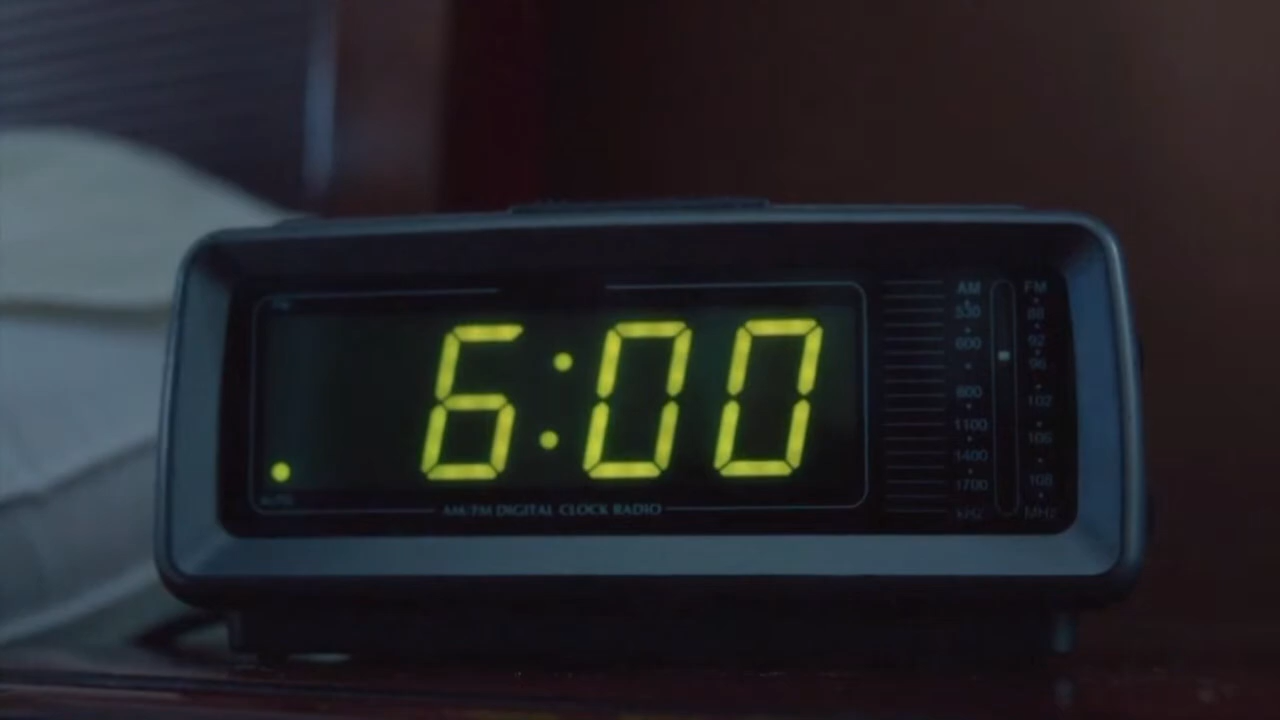 6:00
AUTO
AM/FM DIGITAL CLOCK RADIO
AM FM
530 88
600 92
96
800 102
1100 106
1400 108
1700
kHz MHz